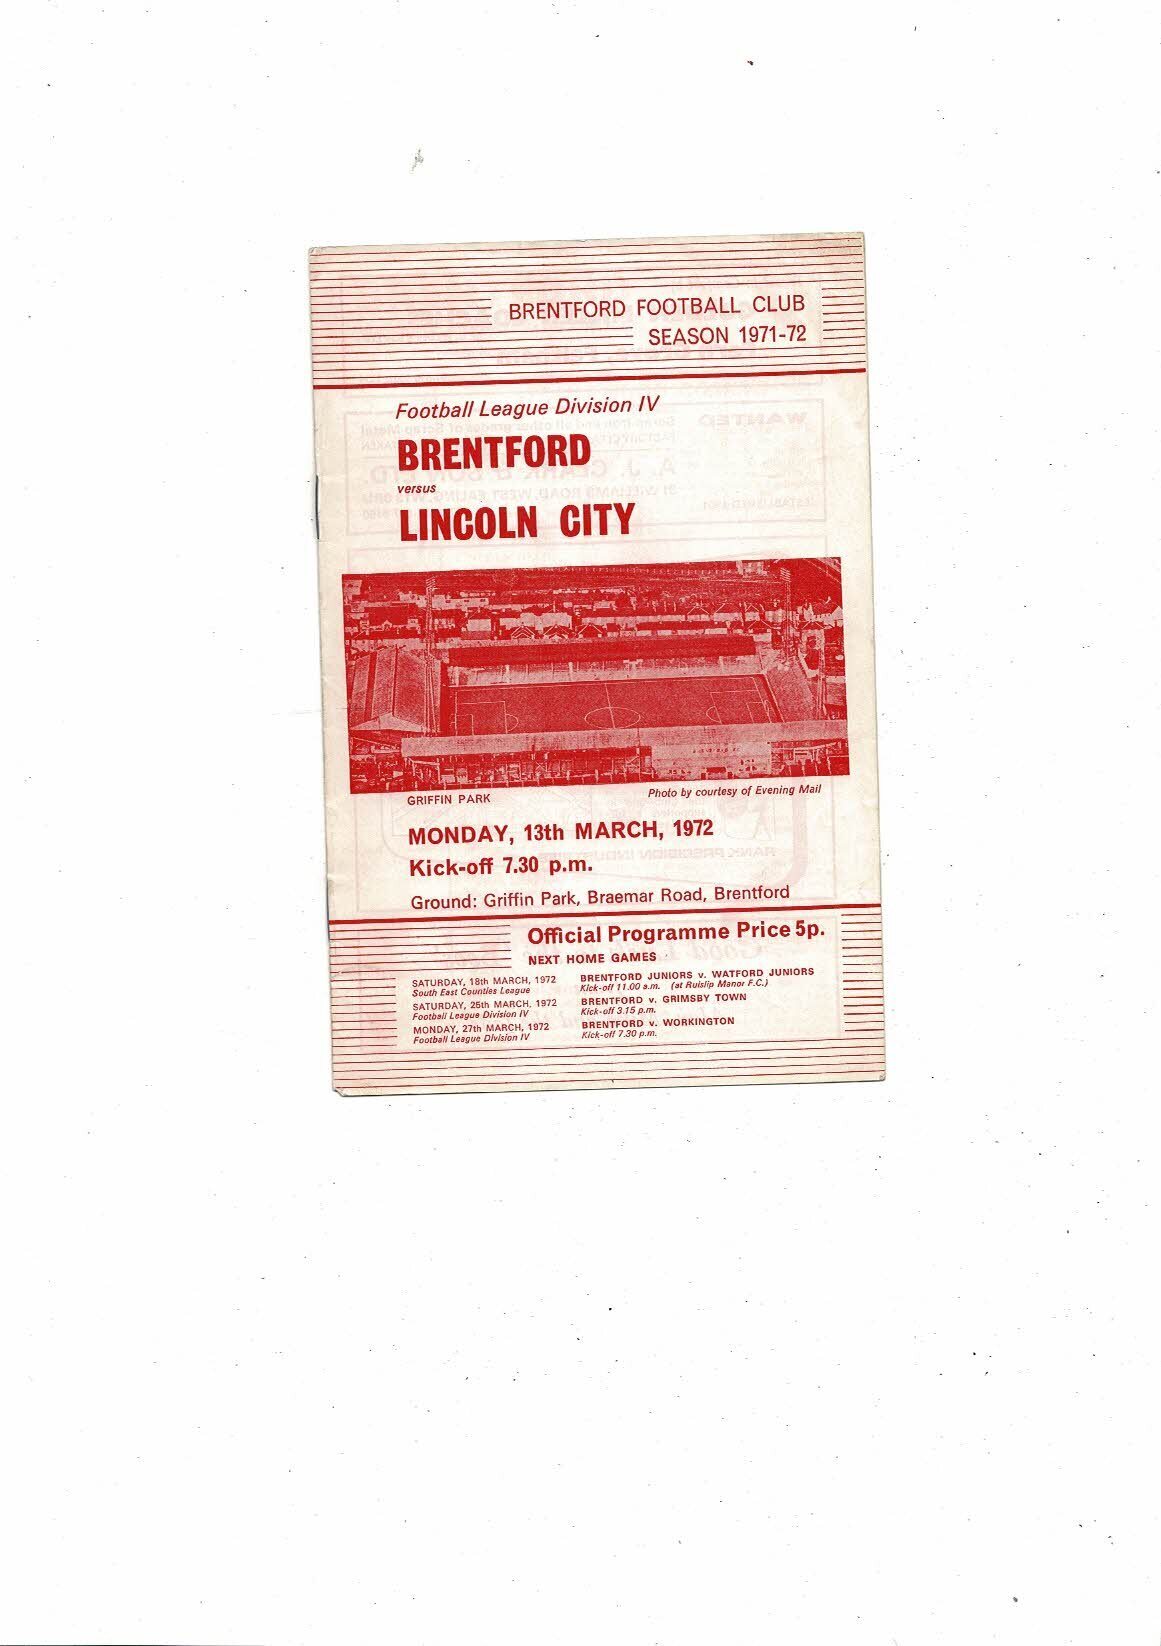 BRENTFORD FOOTBALL CLUB
SEASON 1971-72
Football League Division IV
BRENTFORD
versus
LINCOLN CITY
GRIFFIN PARK
Photo by courtesy of Evening Mail
MONDAY, 13th MARCH, 1972
Kick-off 7.30 p.m.
Ground: Griffin Park, Braemar Road, Brentford
Official Programme Price 5p.
NEXT HOME GAMES
SATURDAY, 18th MARCH, 1972 BRENTFORD JUNIORS v. WATFORD JUNIORS
South East Counties League Kick-off 11.00 a.m. (at Ruislip Manor F.C.)
SATURDAY, 25th MARCH, 1972 BRENTFORD v. GRIMSBY TOWN
Football League Division IV Kick-off 3.15 p.m.
MONDAY, 27th MARCH, 1972 BRENTFORD v. WORKINGTON
Football League Division IV Kick-off 7.30 p.m.